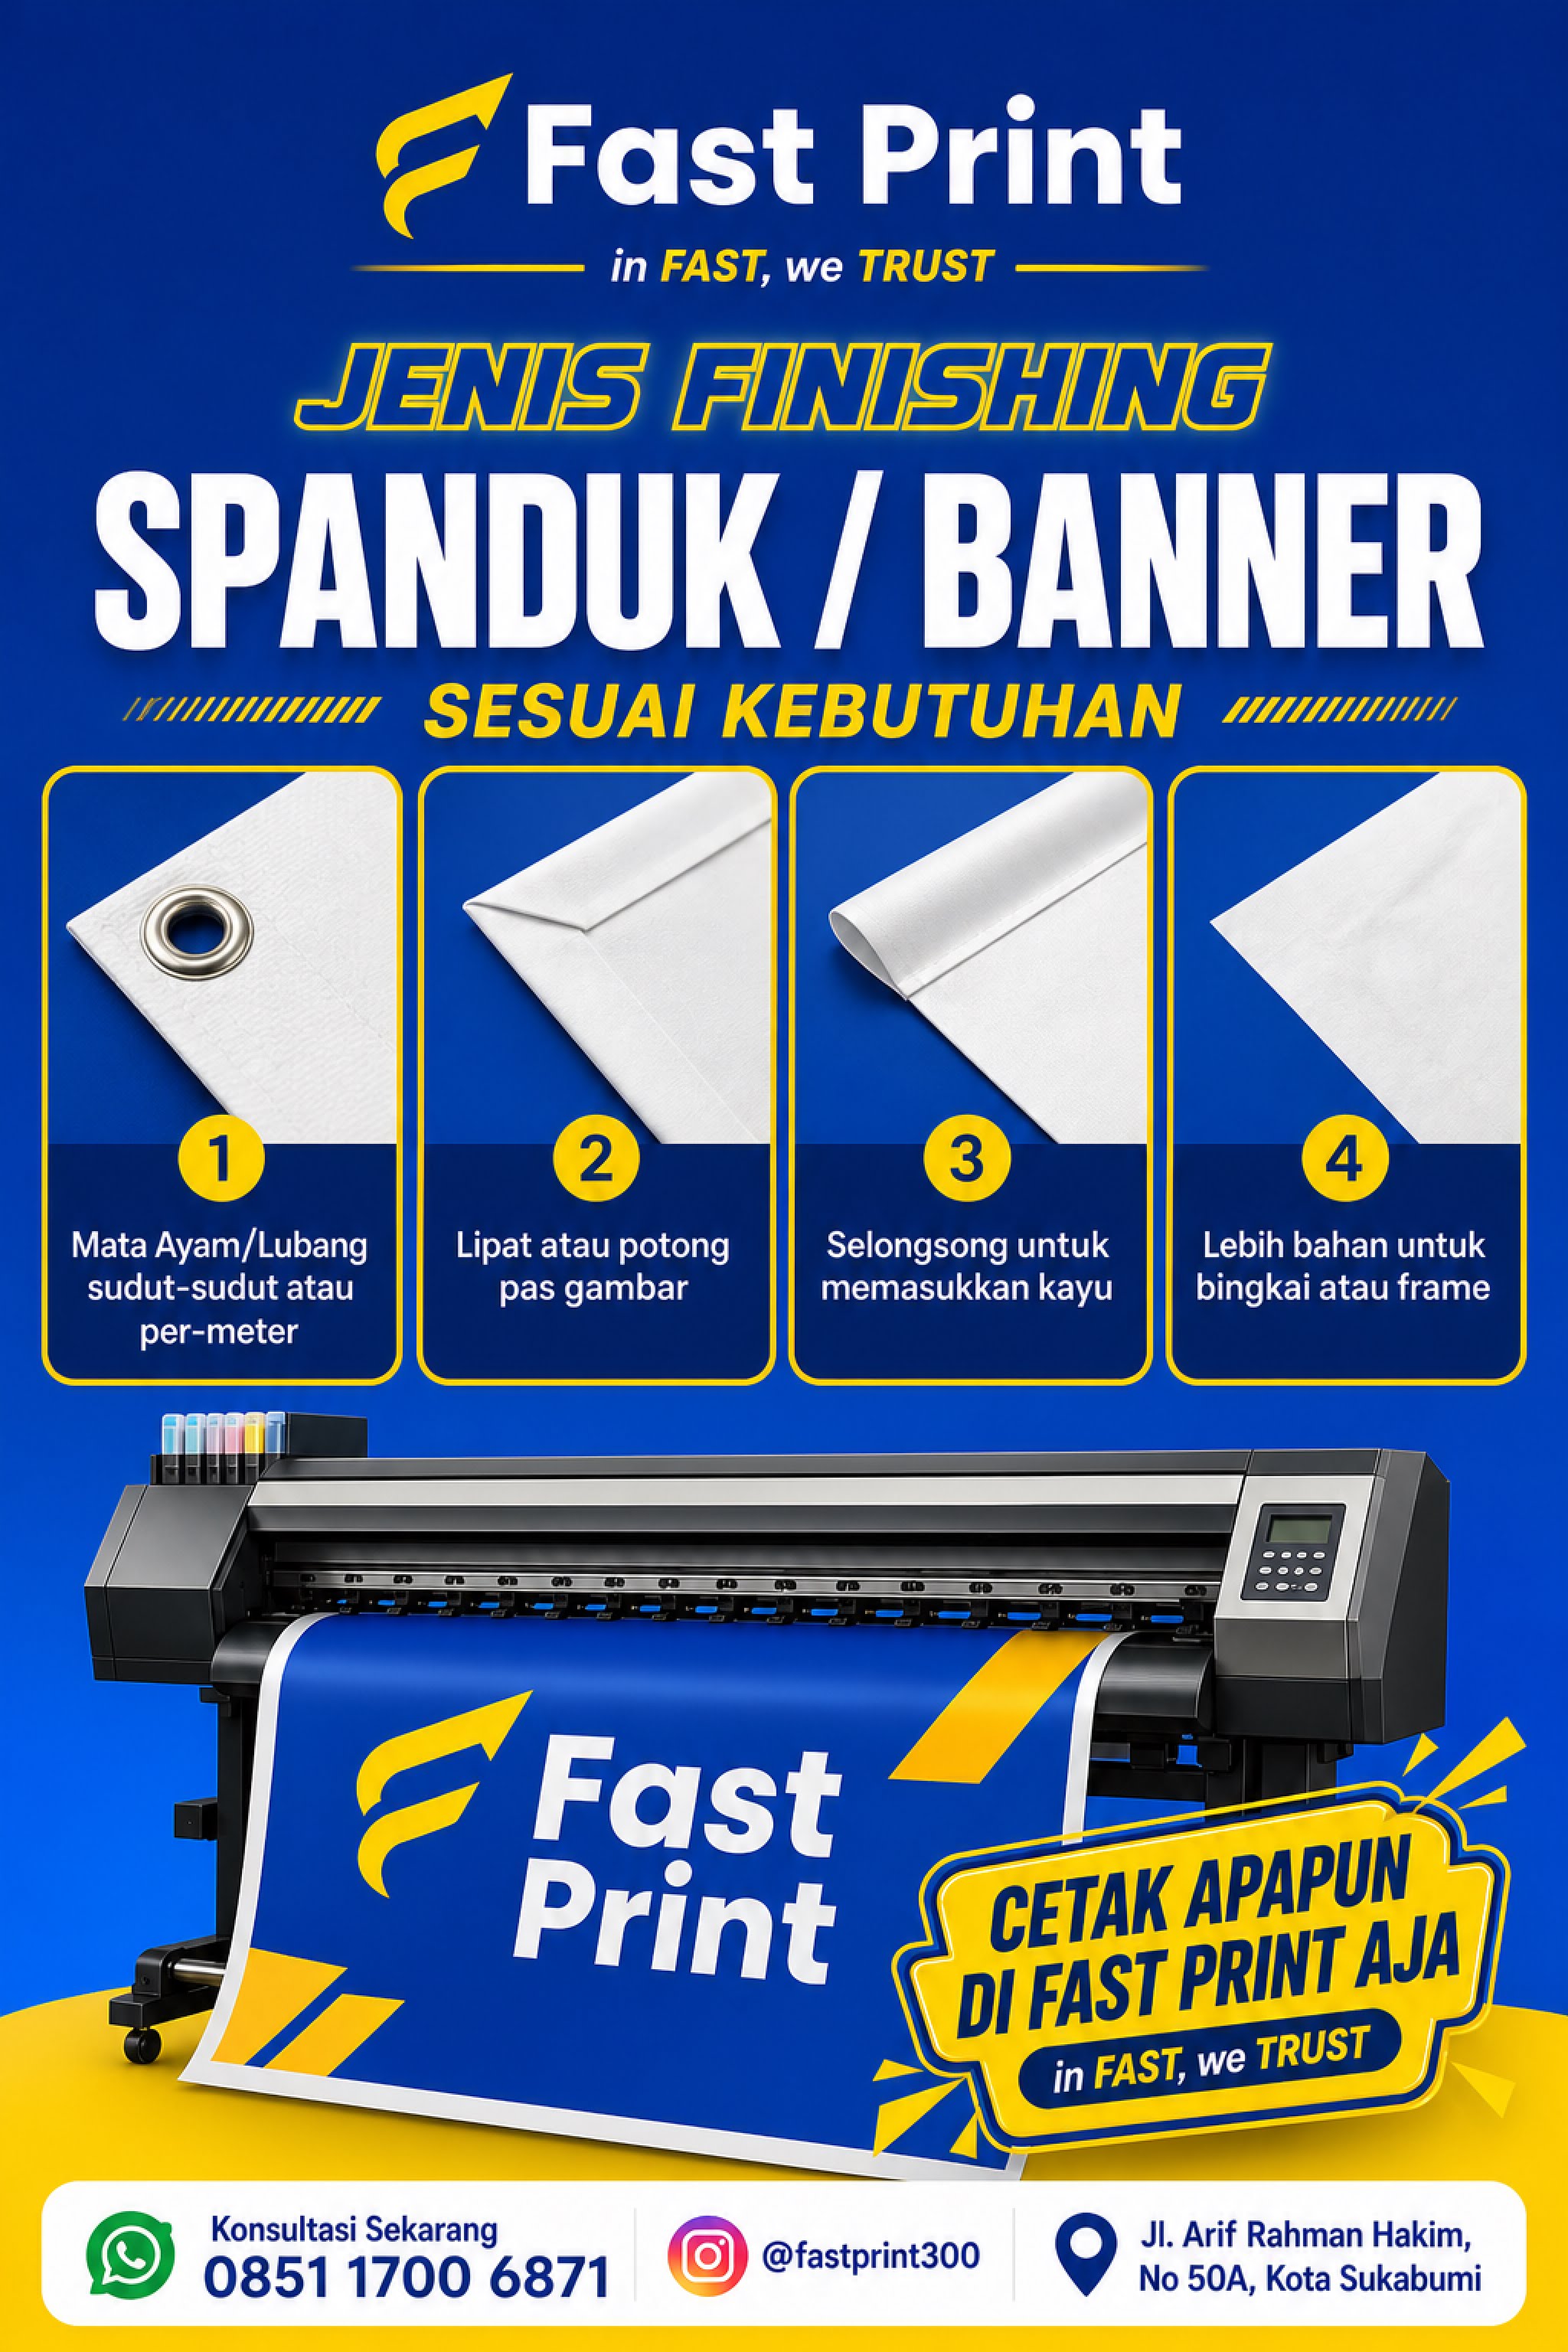 Fast Print
in FAST, we TRUST
JENIS FINISHING
SPANDUK / BANNER
SESUAI KEBUTUHAN
1
Mata Ayam/Lubang
sudut-sudut atau
per-meter
2
Lipat atau potong
pas gambar
3
Selongsong untuk
memasukkan kayu
4
Lebih bahan untuk
bingkai atau frame
Fast
Print
CETAK APAPUN
DI FAST PRINT AJA
in FAST, we TRUST
Konsultasi Sekarang
0851 1700 6871
@fastprint300
Jl. Arif Rahman Hakim,
No 50A, Kota Sukabumi